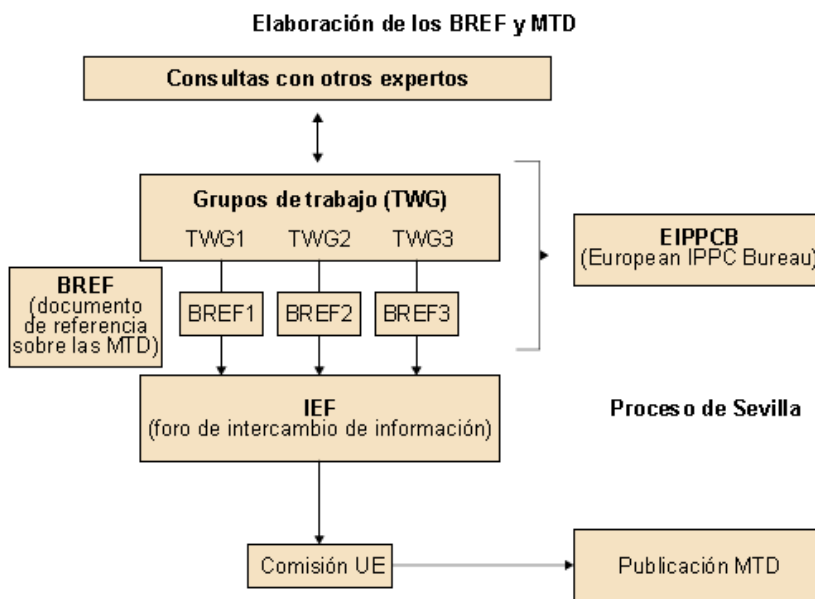 Elaboración de los BREF y MTD
Consultas con otros expertos
Grupos de trabajo (TWG)
TWG1 TWG2 TWG3
EIPPCB
(European IPPC Bureau)
BREF
(documento
de referencia
sobre las MTD)
BREF1 BREF2 BREF3
IEF
(foro de intercambio de información)
Proceso de Sevilla
Comisión UE
Publicación MTD